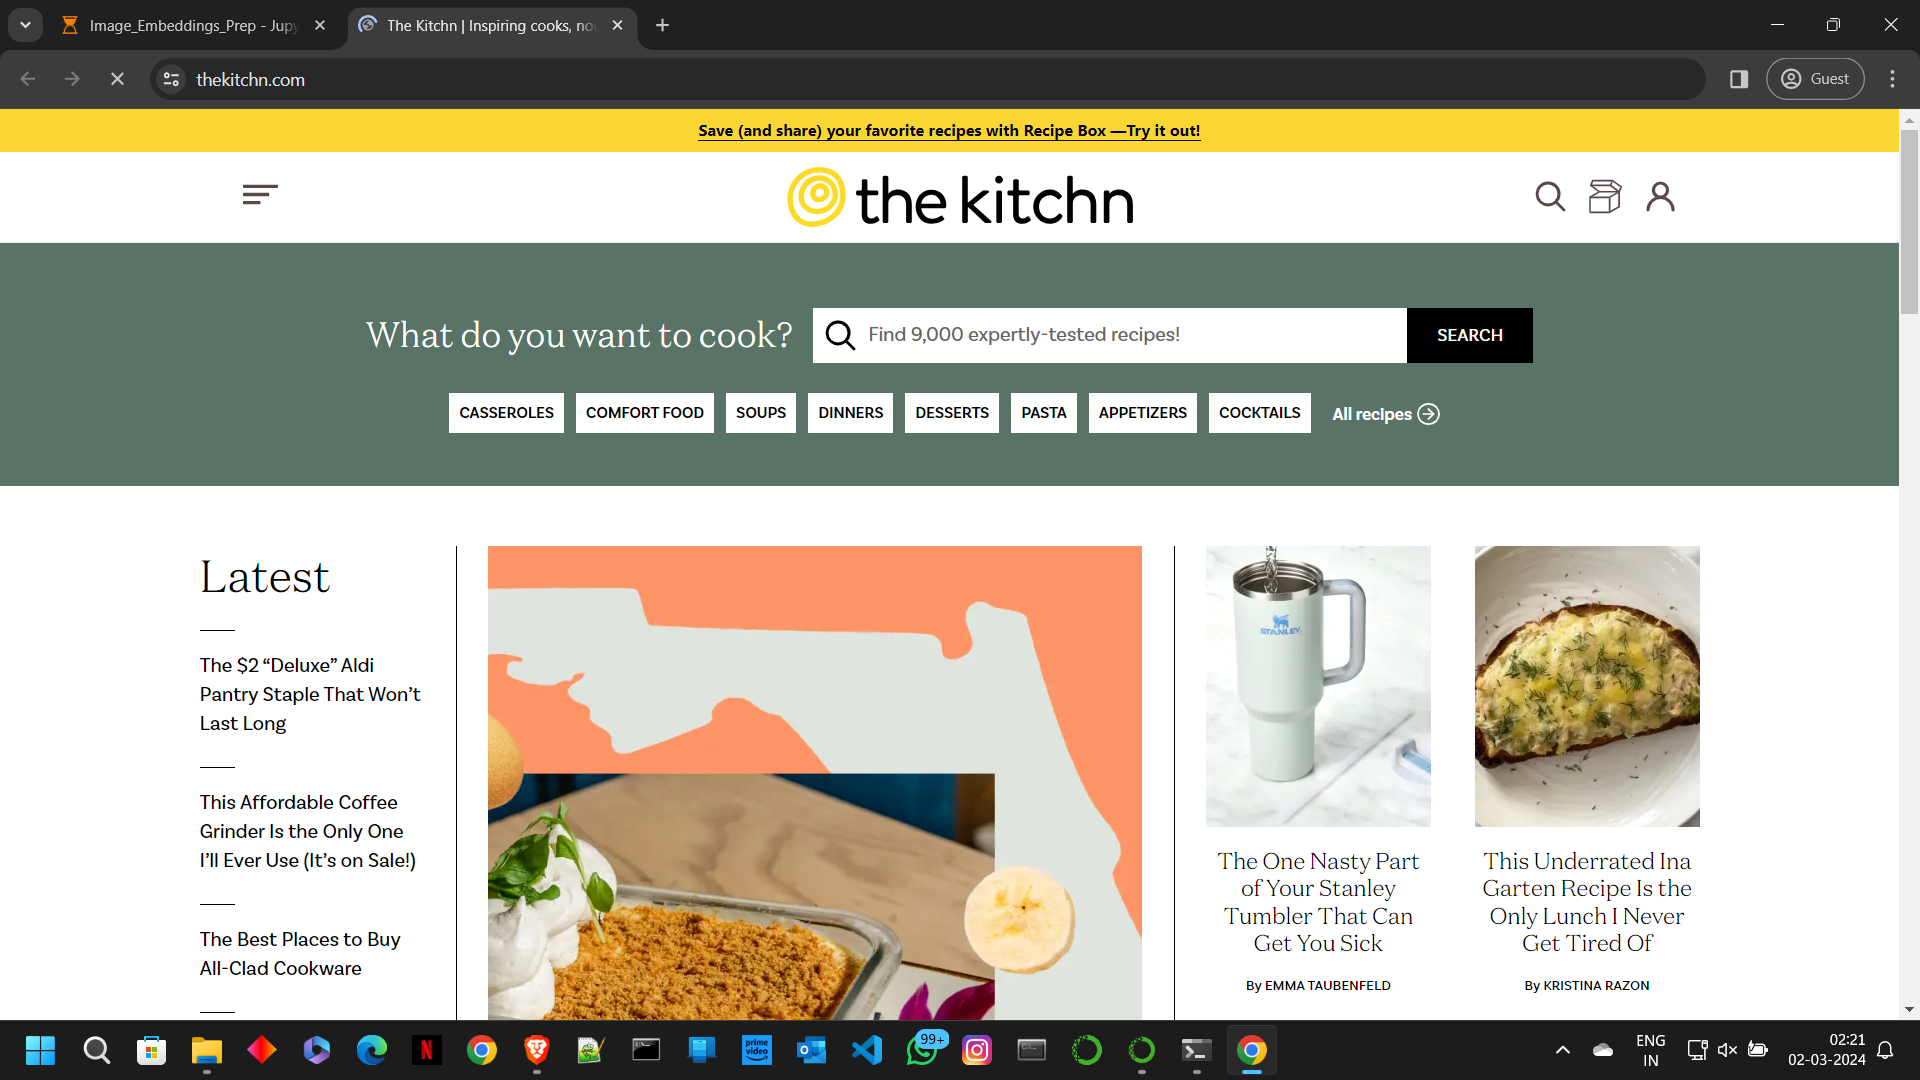 Image_Embeddings_Prep - Jupy
The Kitchn | Inspiring cooks, nou
thekitchn.com
Guest
Save (and share) your favorite recipes with Recipe Box —Try it out!
the kitchn
What do you want to cook?
Find 9,000 expertly-tested recipes!
SEARCH
CASSEROLES
COMFORT FOOD
SOUPS
DINNERS
DESSERTS
PASTA
APPETIZERS
COCKTAILS
All recipes
Latest
The $2 “Deluxe” Aldi
Pantry Staple That Won’t
Last Long
This Affordable Coffee
Grinder Is the Only One
I’ll Ever Use (It’s on Sale!)
The Best Places to Buy
All-Clad Cookware
STANLEY
The One Nasty Part
of Your Stanley
Tumbler That Can
Get You Sick
By EMMA TAUBENFELD
This Underrated Ina
Garten Recipe Is the
Only Lunch I Never
Get Tired Of
By KRISTINA RAZON
N
prime
video
99+
ENG
IN
02:21
02-03-2024